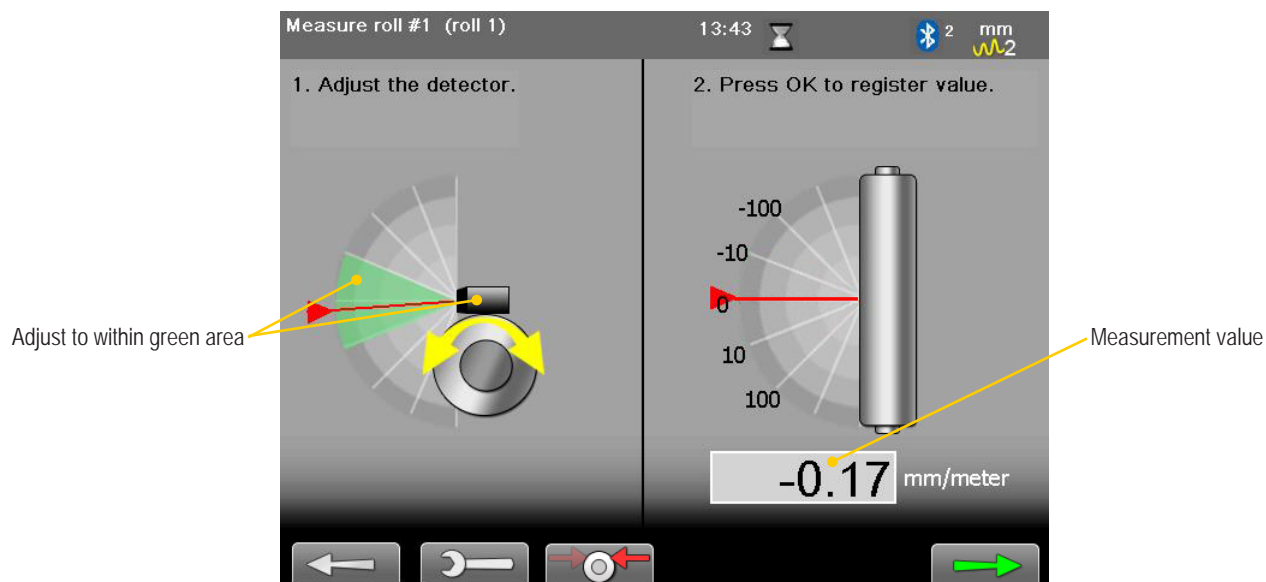 Measure roll #1 (roll 1)
13:43
2
mm
2
1. Adjust the detector.
2. Press OK to register value.
-100
-10
0
10
100
Adjust to within green area
Measurement value
-0.17 mm/meter